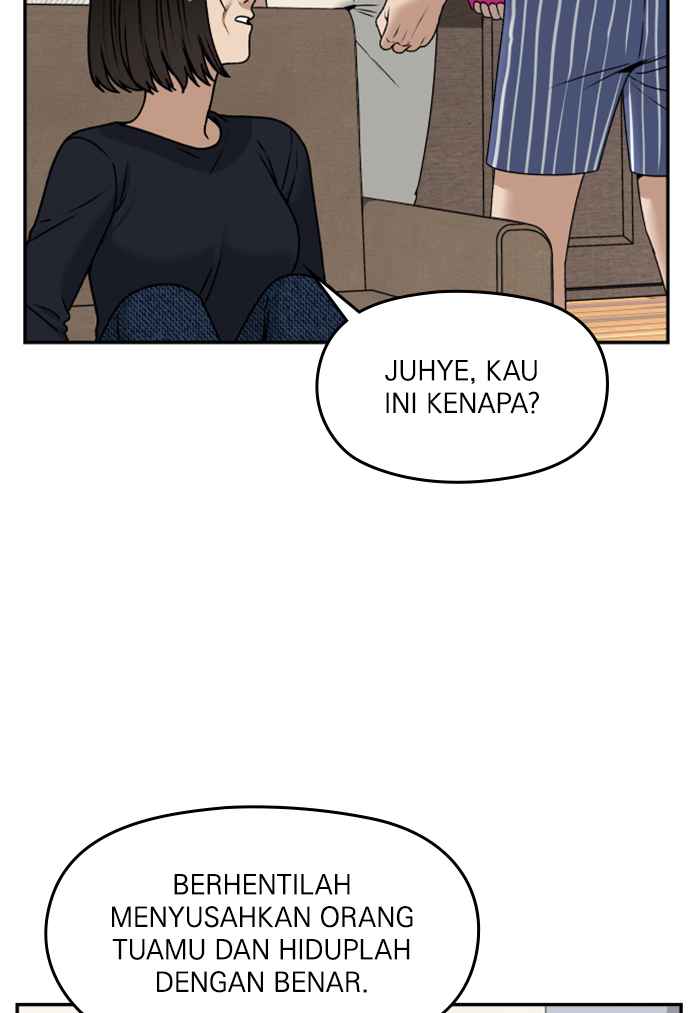 JUHYE, KAU
INI KENAPA?
BERHENTILAH
MENYUSAHKAN ORANG
TUAMU DAN HIDUPLAH
DENGAN BENAR.